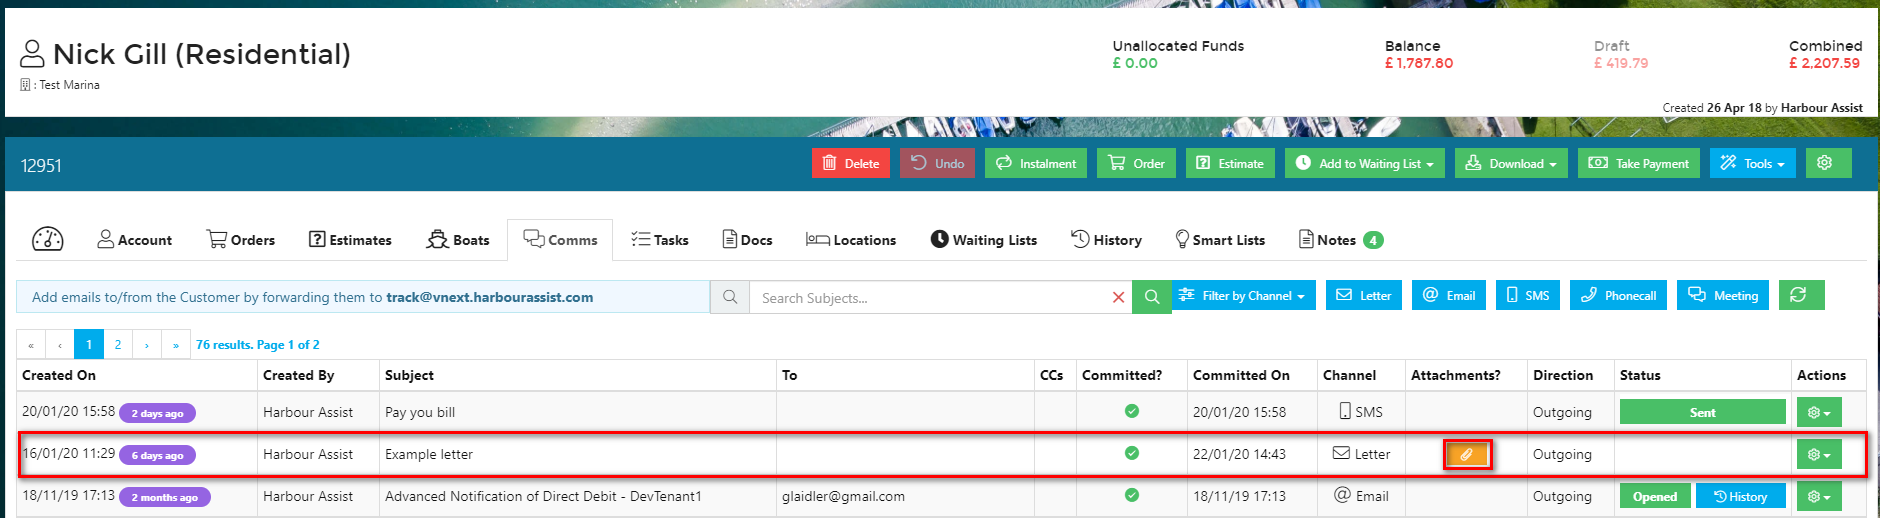 Nick Gill (Residential)
: Test Marina
Unallocated Funds Balance Draft Combined
£ 0.00 £ 1,787.80 £ 419.79 £ 2,207.59
Created 26 Apr 18 by Harbour Assist
12951 Delete Undo Instalment Order Estimate Add to Waiting List Download Take Payment Tools
Account Orders Estimates Boats Comms Tasks Docs Locations Waiting Lists History Smart Lists Notes 4
Add emails to/from the Customer by forwarding them to track@vnext.harbourassist.com Search Subjects... Filter by Channel Letter Email SMS Phonecall Meeting
« ‹ 1 2 › » 76 results. Page 1 of 2
Created On Created By Subject To CCs Committed? Committed On Channel Attachments? Direction Status Actions
20/01/20 15:58 2 days ago Harbour Assist Pay you bill 20/01/20 15:58 SMS Outgoing Sent
16/01/20 11:29 6 days ago Harbour Assist Example letter 22/01/20 14:43 Letter Outgoing
18/11/19 17:13 2 months ago Harbour Assist Advanced Notification of Direct Debit - DevTenant1 glaidler@gmail.com 18/11/19 17:13 Email Outgoing Opened History